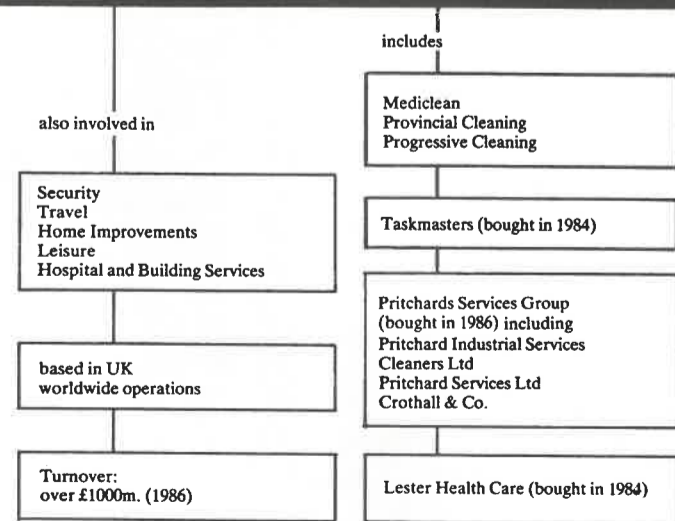 also involved in
Security
Travel
Home Improvements
Leisure
Hospital and Building Services
based in UK
worldwide operations
Turnover:
over £1000m. (1986)
includes
Mediclean
Provincial Cleaning
Progressive Cleaning
Taskmasters (bought in 1984)
Pritchards Services Group
(bought in 1986) including
Pritchard Industrial Services
Cleaners Ltd
Pritchard Services Ltd
Crothall & Co.
Lester Health Care (bought in 1984)